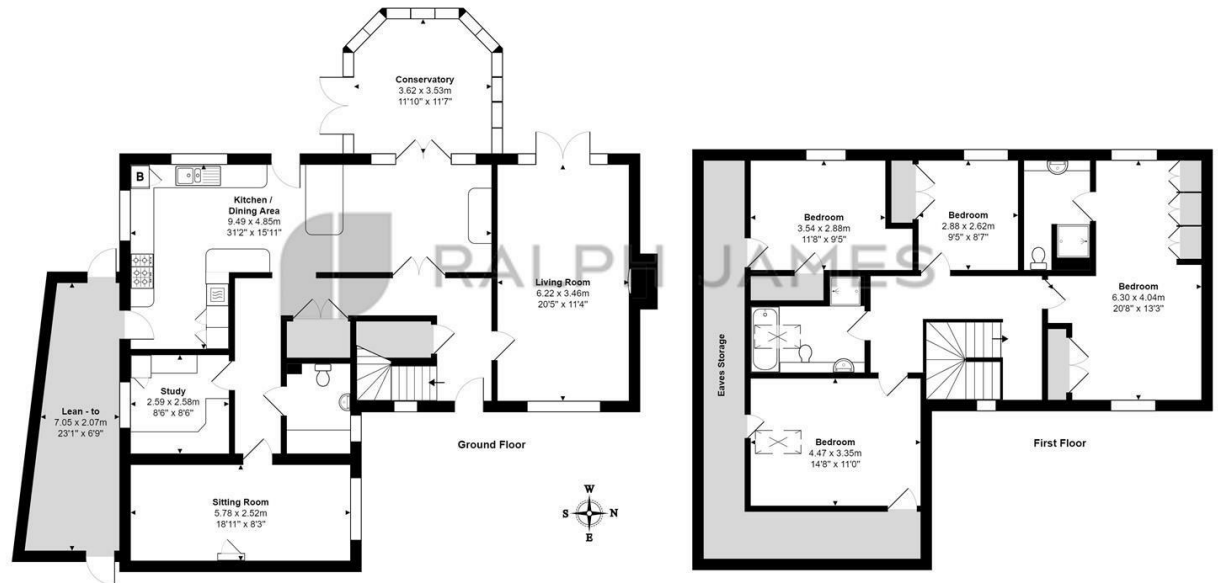 Conservatory
3.62 x 3.53m
11'10" x 11'7"
B
Kitchen /
Dining Area
9.49 x 4.85m
31'2" x 15'11"
RALPH JAMES
Living Room
6.22 x 3.46m
20'5" x 11'4"
Study
2.59 x 2.58m
8'6" x 8'6"
Lean - to
7.05 x 2.07m
23'1" x 6'9"
Ground Floor
Sitting Room
5.78 x 2.52m
18'11" x 8'3"
W
S N
E
Bedroom
3.54 x 2.88m
11'8" x 9'5"
Bedroom
2.88 x 2.62m
9'5" x 8'7"
Bedroom
6.30 x 4.04m
20'8" x 13'3"
Eaves Storage
Bedroom
4.47 x 3.35m
14'8" x 11'0"
First Floor